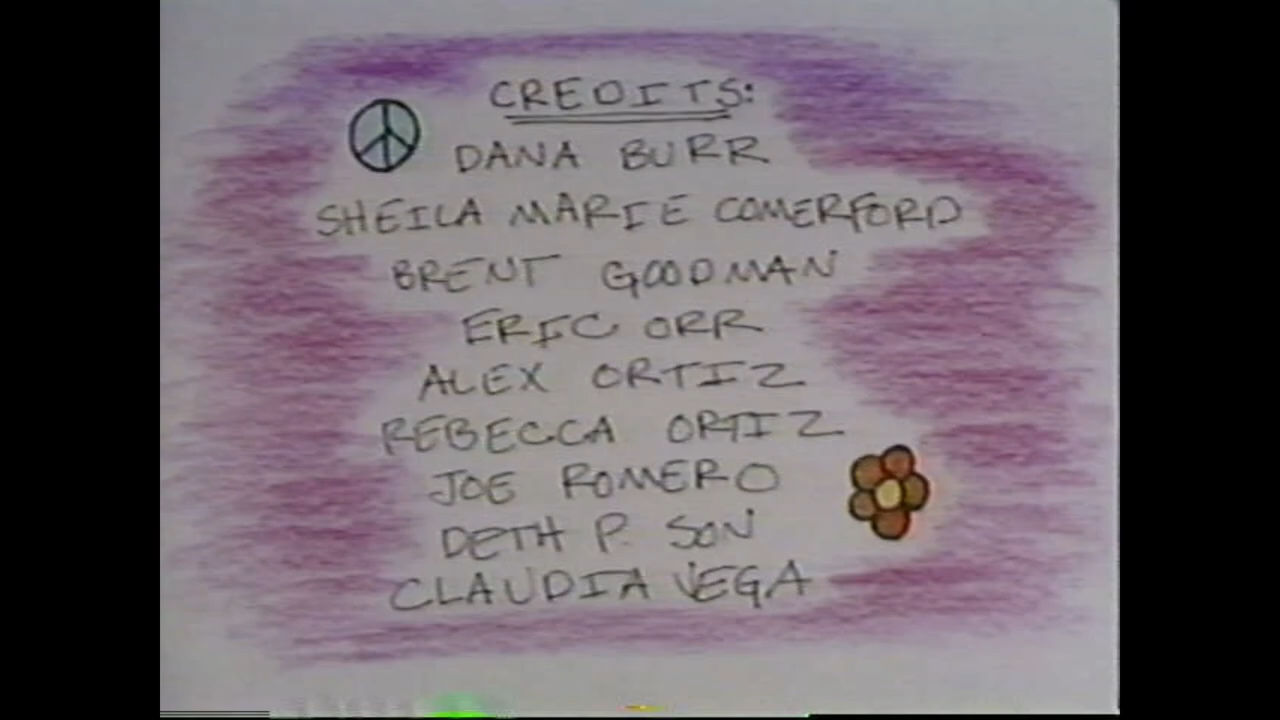 CREDITS:
DANA BURR
SHEILA MARIE COMERFORD
BRENT GOODMAN
ERIC ORR
ALEX ORTIZ
REBECCA ORTIZ
JOE ROMERO
DETH P. SON
CLAUDIA VEGA